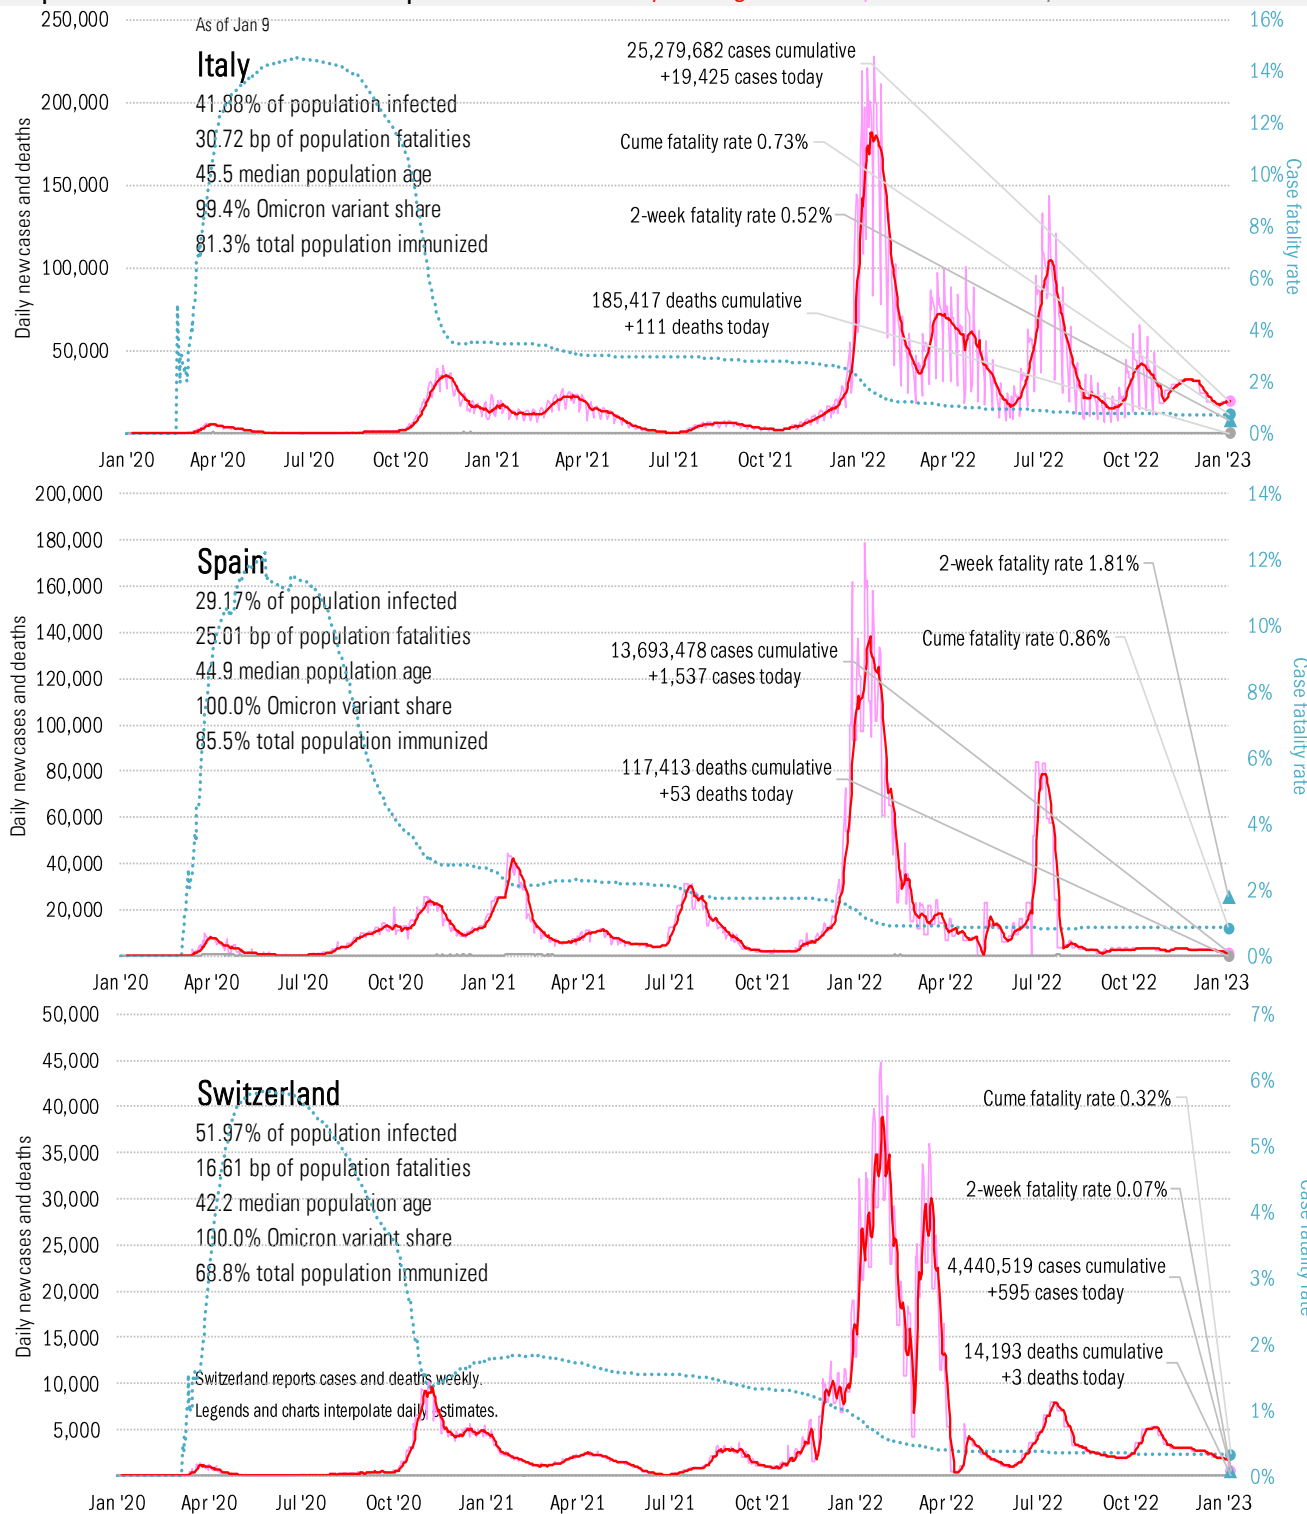 As of Jan 9
Italy
41.88% of population infected
30.72 bp of population fatalities
45.5 median population age
99.4% Omicron variant share
81.3% total population immunized
25,279,682 cases cumulative
+19,425 cases today
Cume fatality rate 0.73%
2-week fatality rate 0.52%
185,417 deaths cumulative
+111 deaths today
Daily new cases and deaths
250,000
200,000
150,000
100,000
50,000
Case fatality rate
16%
14%
12%
10%
8%
6%
4%
2%
0%
Jan '20 Apr '20 Jul '20 Oct '20 Jan '21 Apr '21 Jul '21 Oct '21 Jan '22 Apr '22 Jul '22 Oct '22 Jan '23
Spain
29.17% of population infected
25.01 bp of population fatalities
44.9 median population age
100.0% Omicron variant share
85.5% total population immunized
2-week fatality rate 1.81%
Cume fatality rate 0.86%
13,693,478 cases cumulative
+1,537 cases today
117,413 deaths cumulative
+53 deaths today
Daily new cases and deaths
200,000
180,000
160,000
140,000
120,000
100,000
80,000
60,000
40,000
20,000
Case fatality rate
14%
12%
10%
8%
6%
4%
2%
0%
Jan '20 Apr '20 Jul '20 Oct '20 Jan '21 Apr '21 Jul '21 Oct '21 Jan '22 Apr '22 Jul '22 Oct '22 Jan '23
Switzerland
51.97% of population infected
16.61 bp of population fatalities
42.2 median population age
100.0% Omicron variant share
68.8% total population immunized
Switzerland reports cases and deaths weekly.
Legends and charts interpolate daily estimates.
Cume fatality rate 0.32%
2-week fatality rate 0.07%
4,440,519 cases cumulative
+595 cases today
14,193 deaths cumulative
+3 deaths today
Daily new cases and deaths
50,000
45,000
40,000
35,000
30,000
25,000
20,000
15,000
10,000
5,000
Case fatality rate
7%
6%
5%
4%
3%
2%
1%
0%
Jan '20 Apr '20 Jul '20 Oct '20 Jan '21 Apr '21 Jul '21 Oct '21 Jan '22 Apr '22 Jul '22 Oct '22 Jan '23